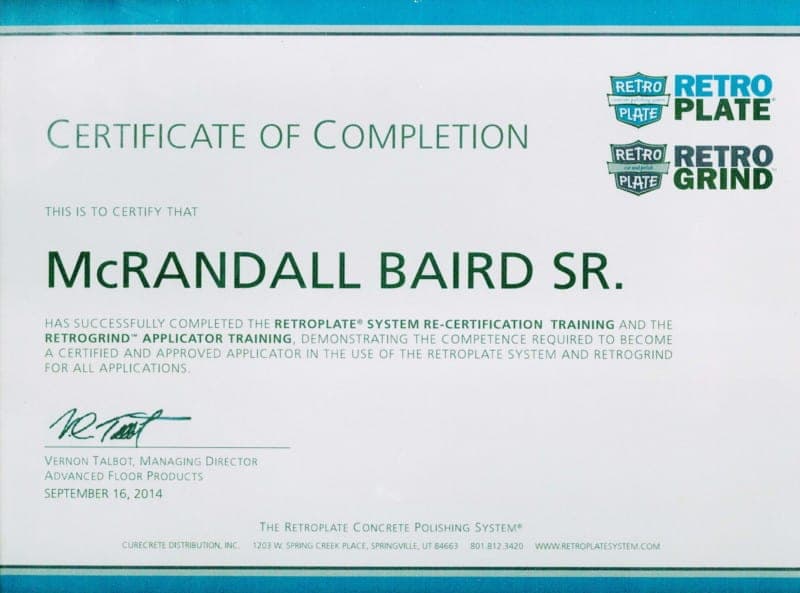 RETRO
PLATE
RETRO
PLATE®
CERTIFICATE OF COMPLETION
RETRO
PLATE
RETRO
GRIND™
THIS IS TO CERTIFY THAT
McRANDALL BAIRD SR.
HAS SUCCESSFULLY COMPLETED THE RETROPLATE® SYSTEM RE-CERTIFICATION TRAINING AND THE
RETROGRIND™ APPLICATOR TRAINING, DEMONSTRATING THE COMPETENCE REQUIRED TO BECOME
A CERTIFIED AND APPROVED APPLICATOR IN THE USE OF THE RETROPLATE SYSTEM AND RETROGRIND
FOR ALL APPLICATIONS.
VERNON TALBOT, MANAGING DIRECTOR
ADVANCED FLOOR PRODUCTS
SEPTEMBER 16, 2014
THE RETROPLATE CONCRETE POLISHING SYSTEM®
CURECRETE DISTRIBUTION, INC. 1203 W. SPRING CREEK PLACE, SPRINGVILLE, UT 84663 801.812.3420 WWW.RETROPLATESYSTEM.COM